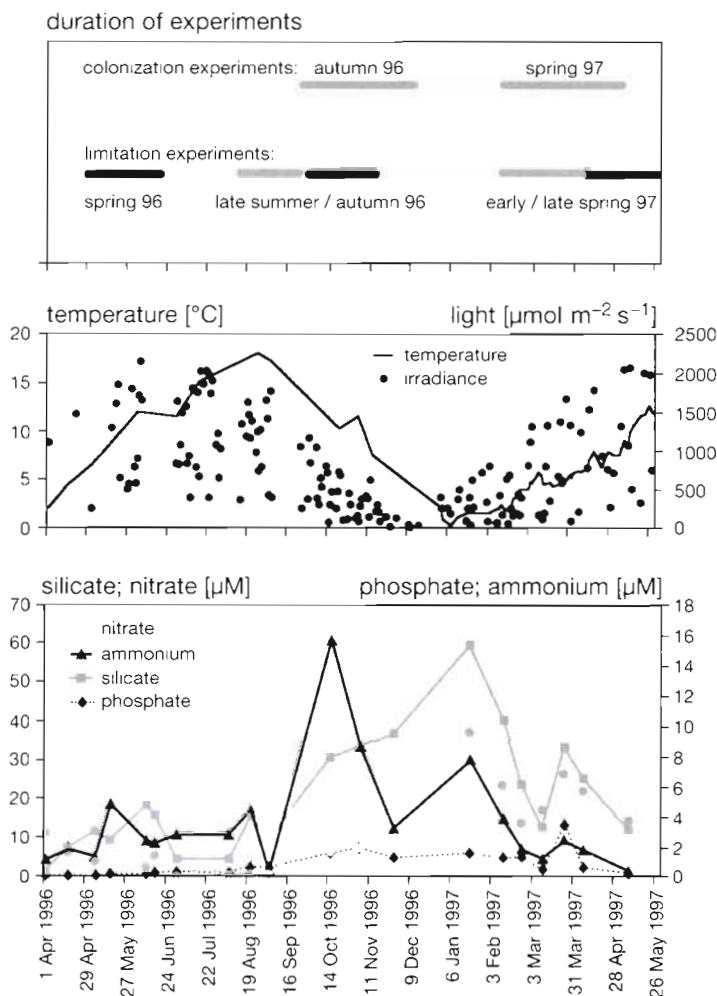 duration of experiments
colonization experiments: autumn 96 spring 97
limitation experiments:
spring 96 late summer / autumn 96 early / late spring 97
temperature [°C] light [µmol m⁻² s⁻¹]
20 2500
temperature
irradiance
2000
15
1500
10
1000
5
500
0 0
silicate; nitrate [µM] phosphate; ammonium [µM]
70 18
nitrate
16
60
ammonium
14
silicate
50
12
phosphate
40
10
30
8
6
20
4
10
2
0 0
1 Apr 1996
29 Apr 1996
27 May 1996
24 Jun 1996
22 Jul 1996
19 Aug 1996
16 Sep 1996
14 Oct 1996
11 Nov 1996
9 Dec 1996
6 Jan 1997
3 Feb 1997
3 Mar 1997
31 Mar 1997
28 Apr 1997
26 May 1997